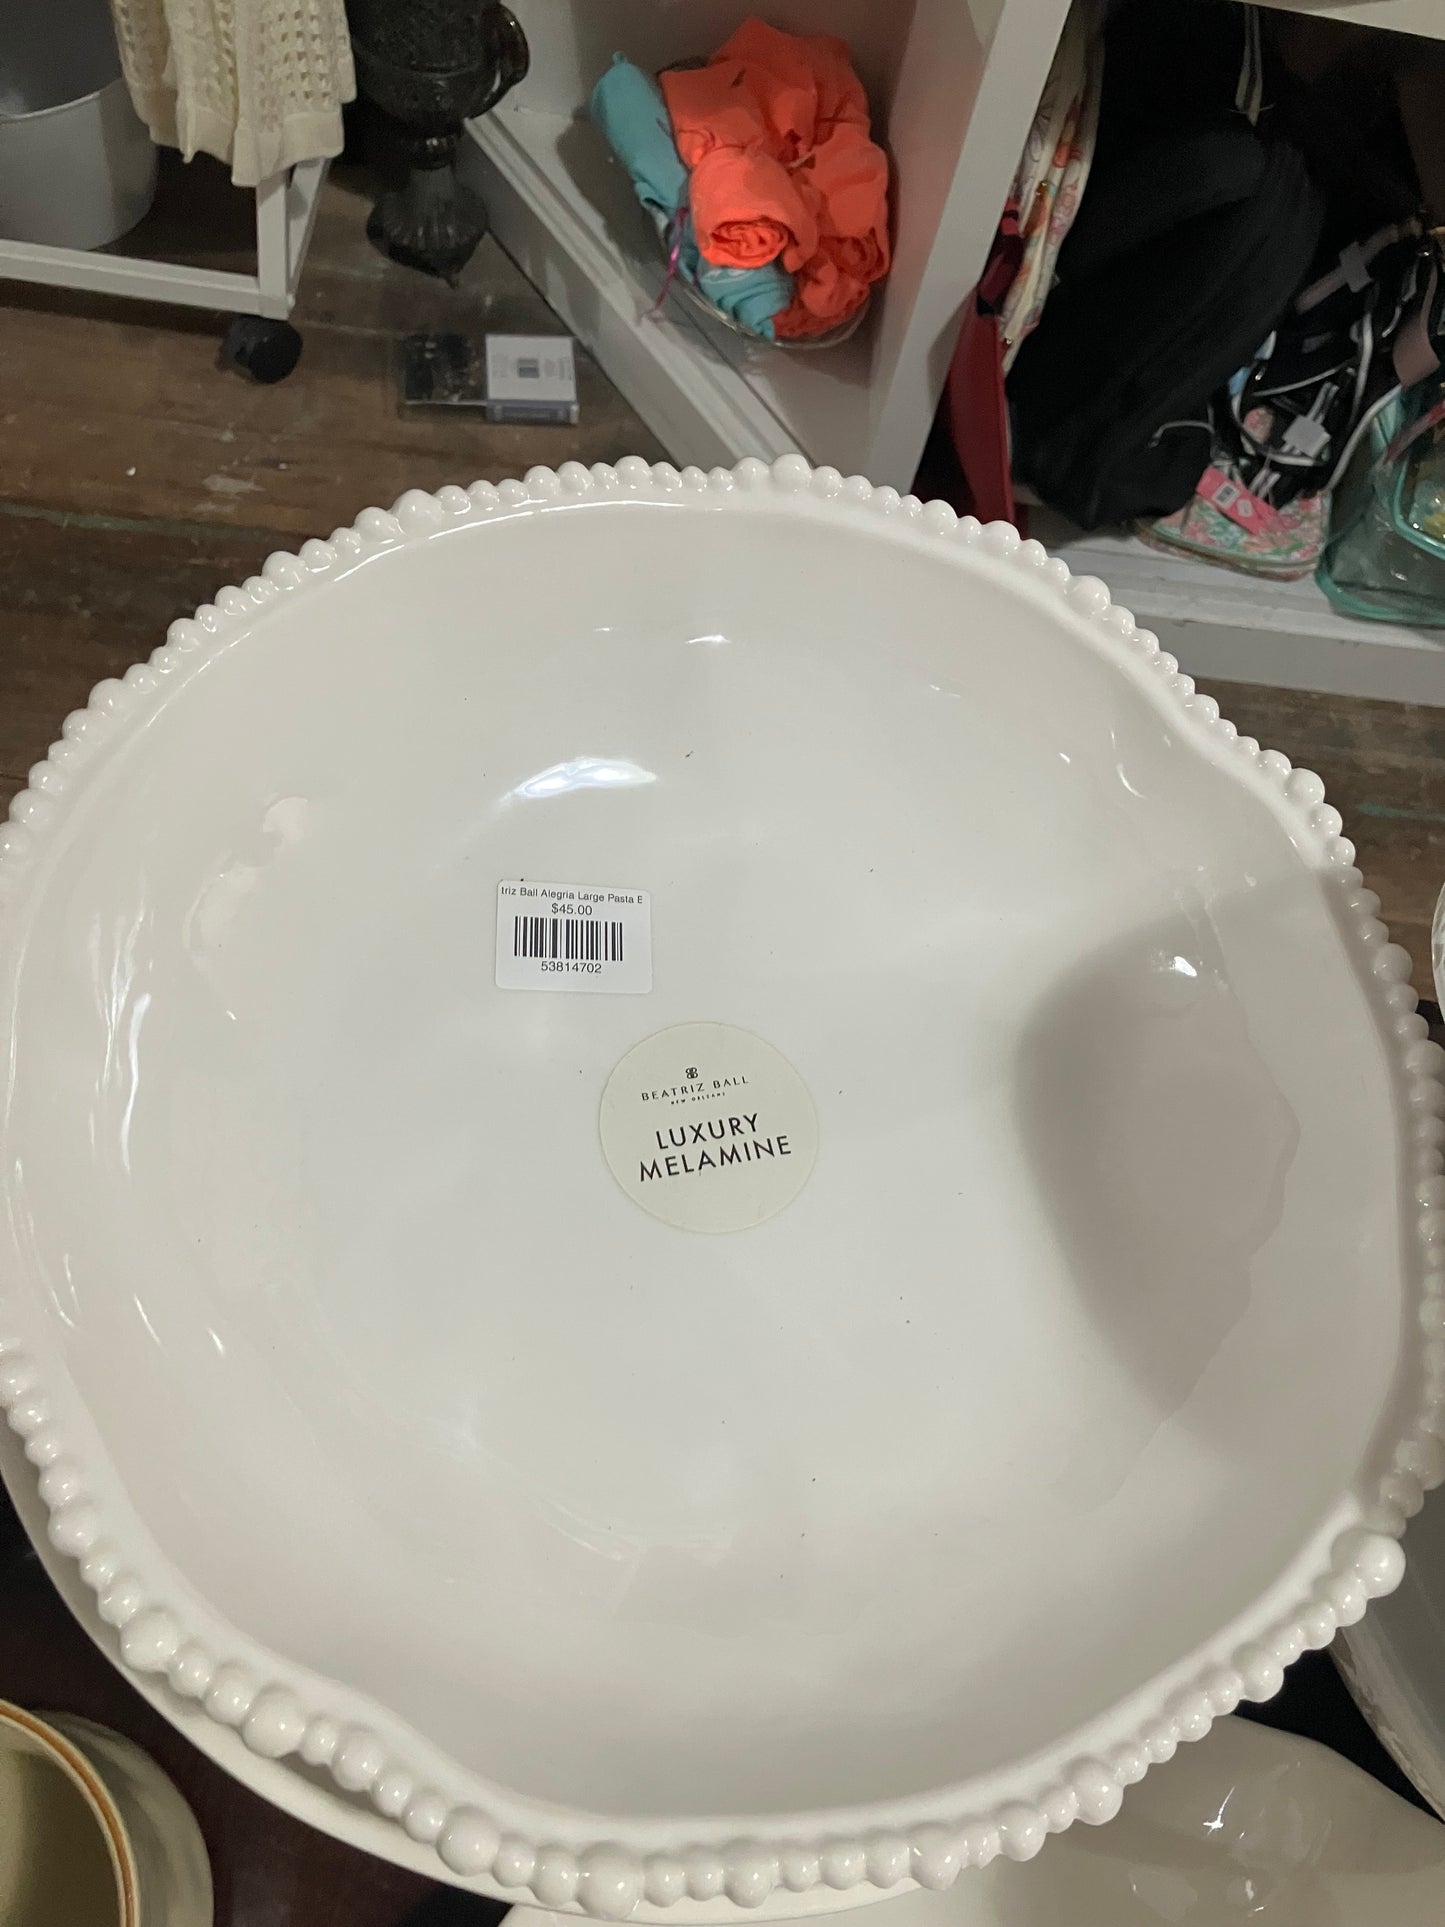 triz Ball Alegria Large Pasta B
$45.00
53814702
BEATRIZ BALL
NEW ORLEANS
LUXURY
MELAMINE